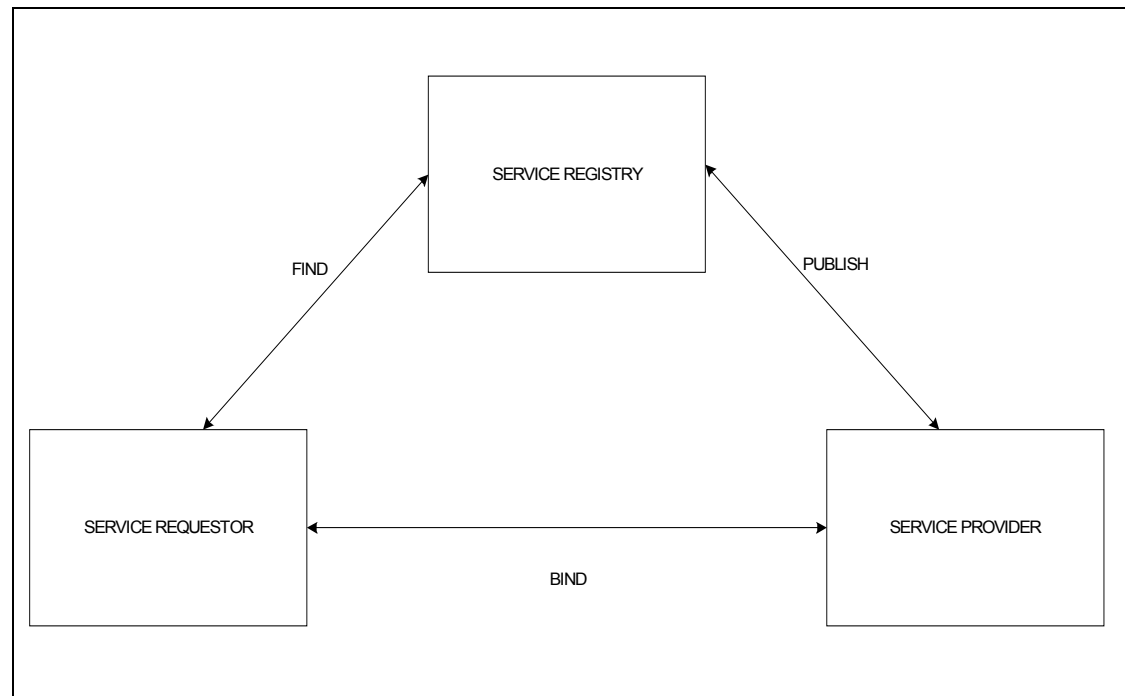 SERVICE REGISTRY
FIND
PUBLISH
SERVICE REQUESTOR
SERVICE PROVIDER
BIND